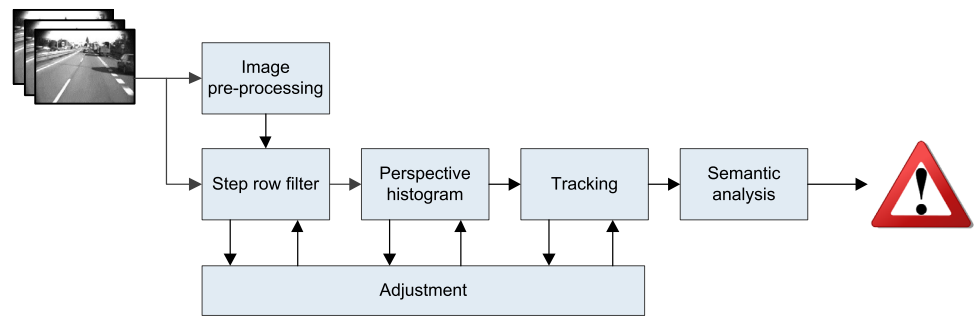 Image
pre-processing
Step row filter
Perspective
histogram
Tracking
Semantic
analysis
Adjustment